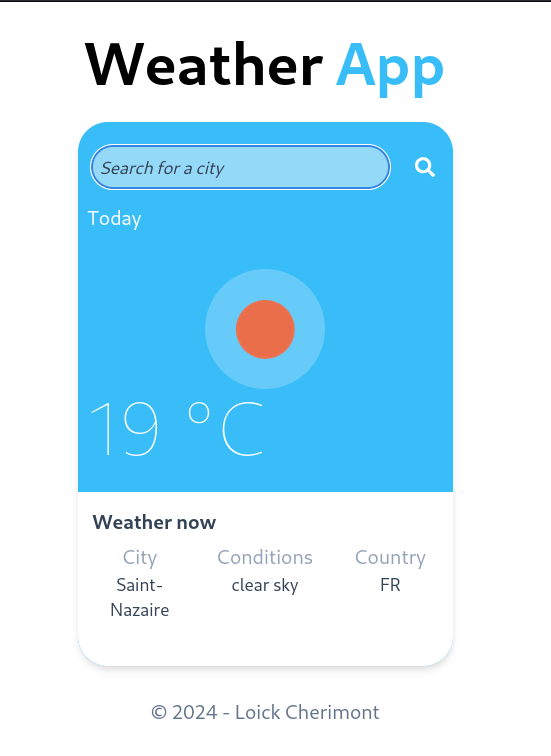 Weather App
Search for a city
Today
19 °C
Weather now
City Conditions Country
Saint- clear sky FR
Nazaire
© 2024 - Loick Cherimont